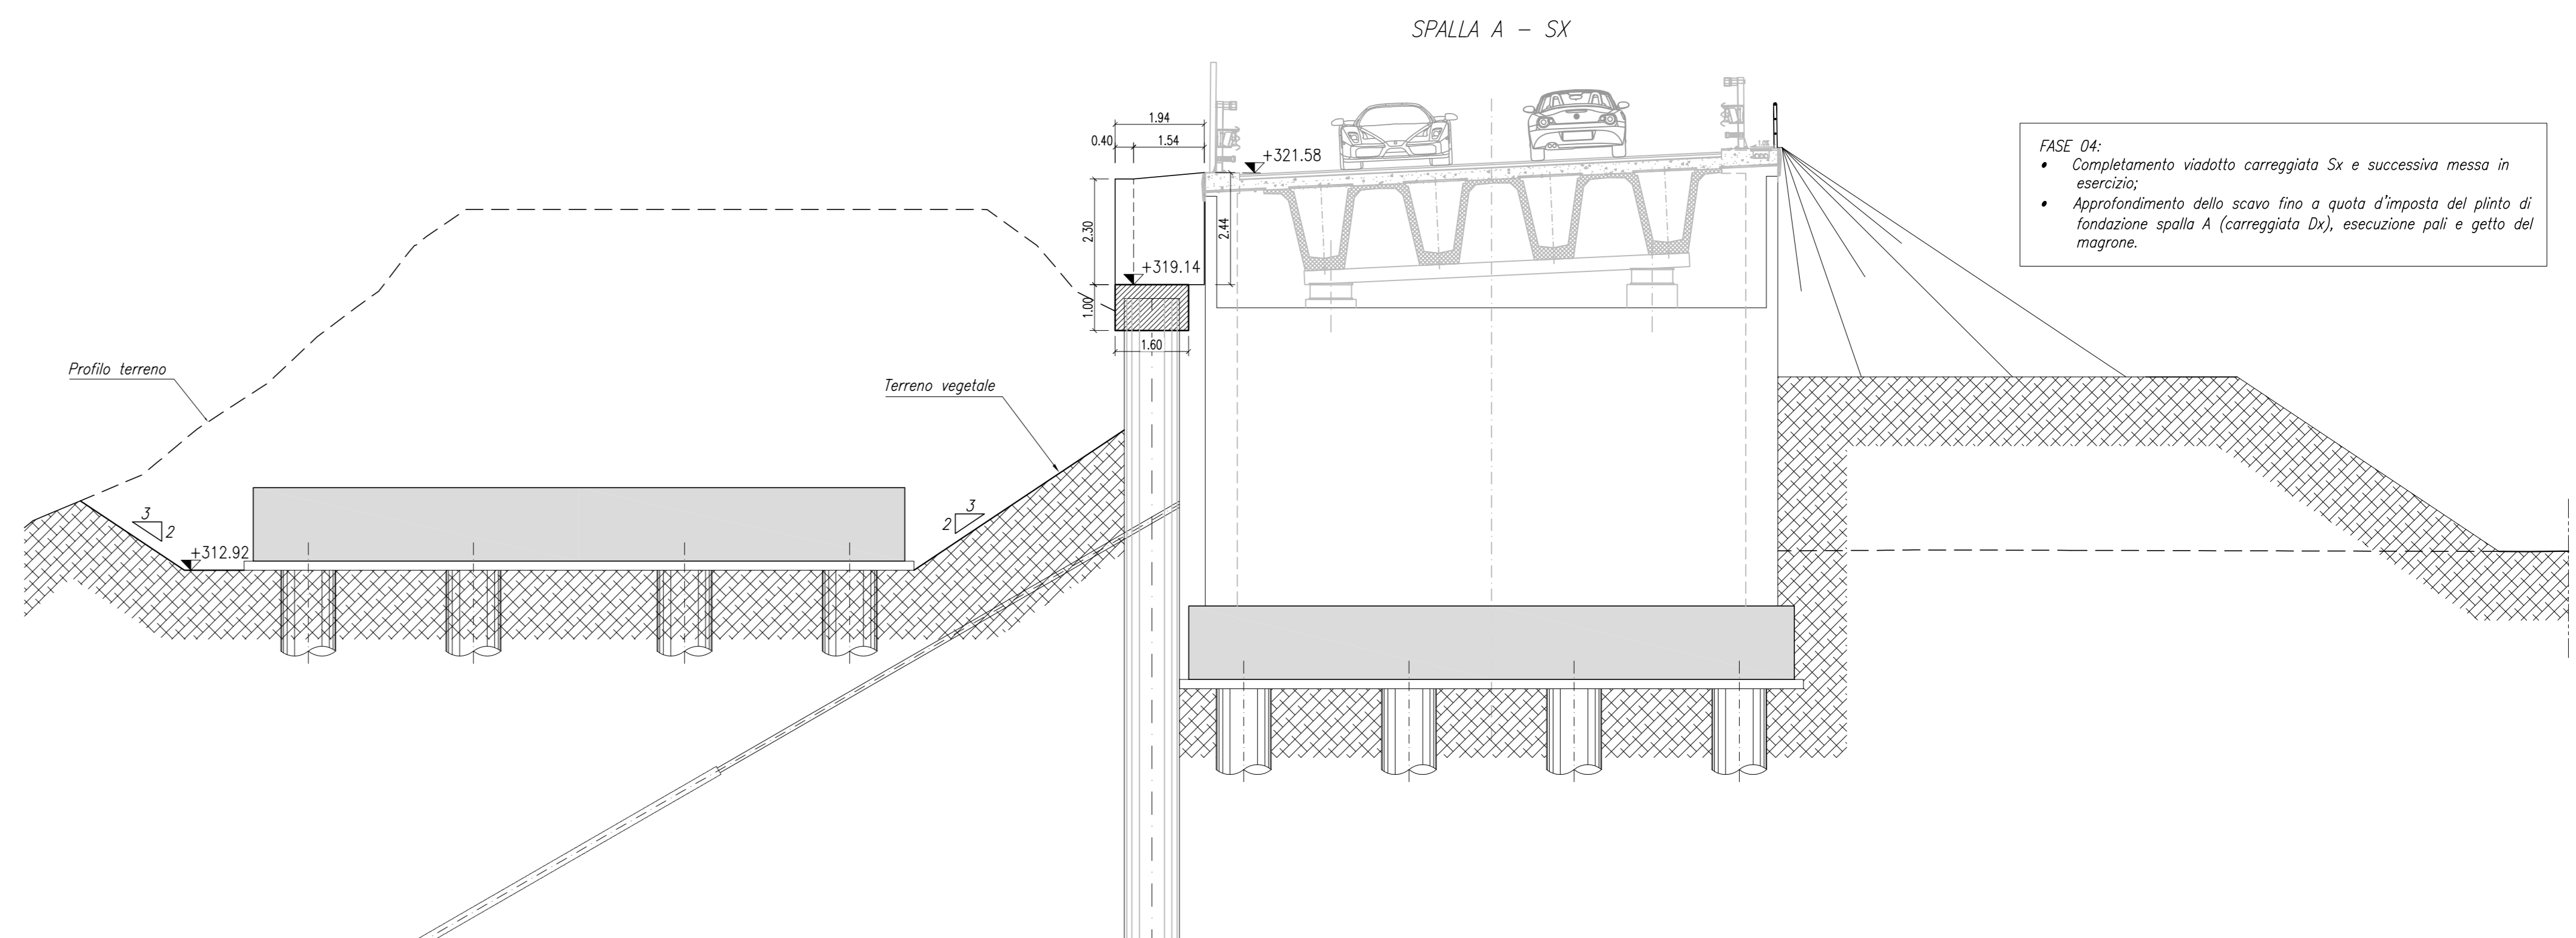 SPALLA A – SX
1.94
0.40
1.54
+321.58
2.30
2.44
+319.14
1.00
1.60
FASE 04:
• Completamento viadotto carreggiata Sx e successiva messa in
esercizio;
• Approfondimento dello scavo fino a quota d'imposta del plinto di
fondazione spalla A (carreggiata Dx), esecuzione pali e getto del
magrone.
Profilo terreno
Terreno vegetale
3
2
3
2
+312.92